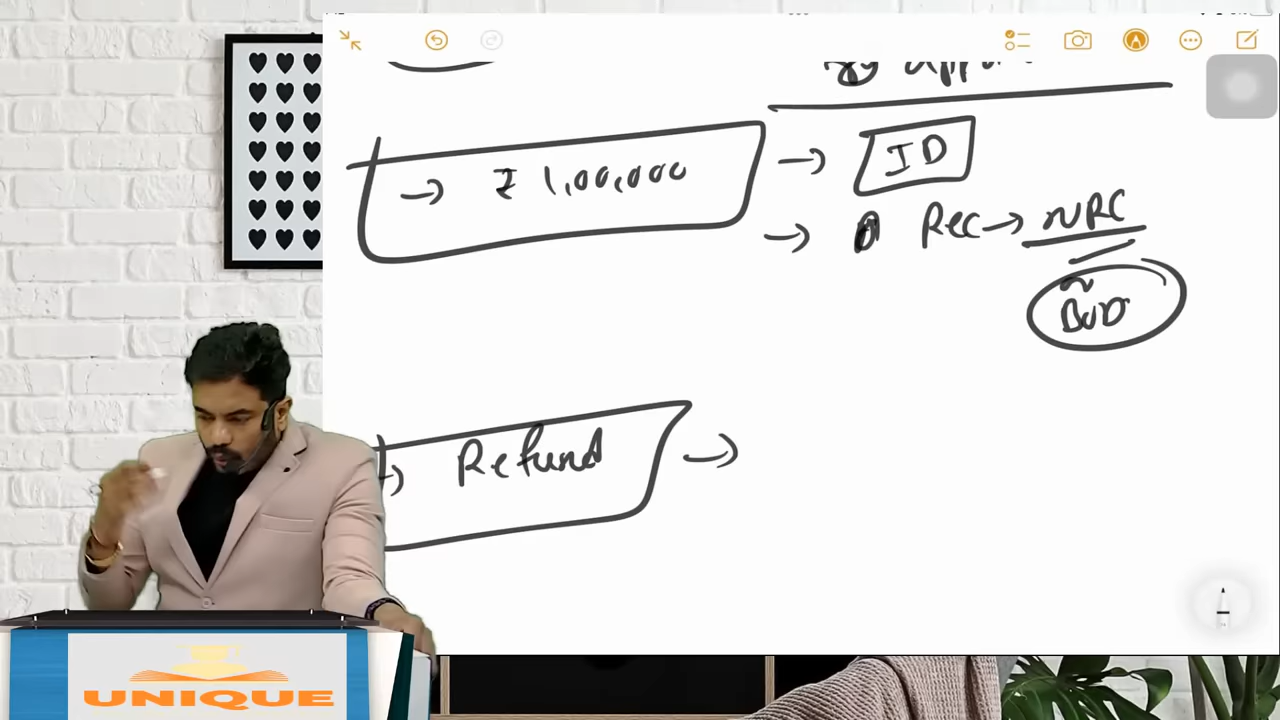 → ₹ 1,00,000 → ID
→ Rec → NRC
BOD
→ Refund →
UNIQUE